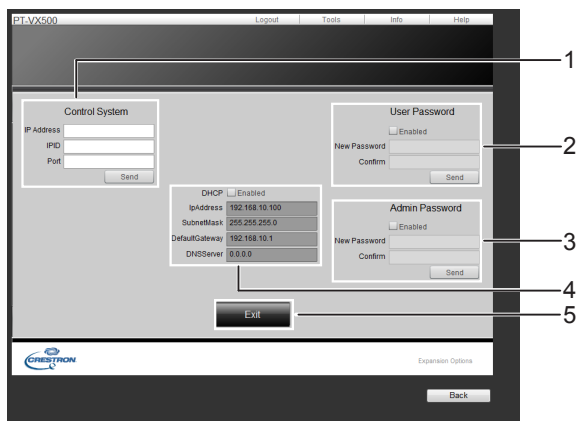 PT-VX500 Logout Tools Info Help
1
Control System
IP Address
IPID
Port
Send
User Password
Enabled
New Password
Confirm
Send
2
DHCP Enabled
IpAddress 192.168.10.100
SubnetMask 255.255.255.0
DefaultGateway 192.168.10.1
DNSServer 0.0.0.0
Admin Password
Enabled
New Password
Confirm
Send
3
4
Exit
5
CRESTRON
Expansion Options
Back